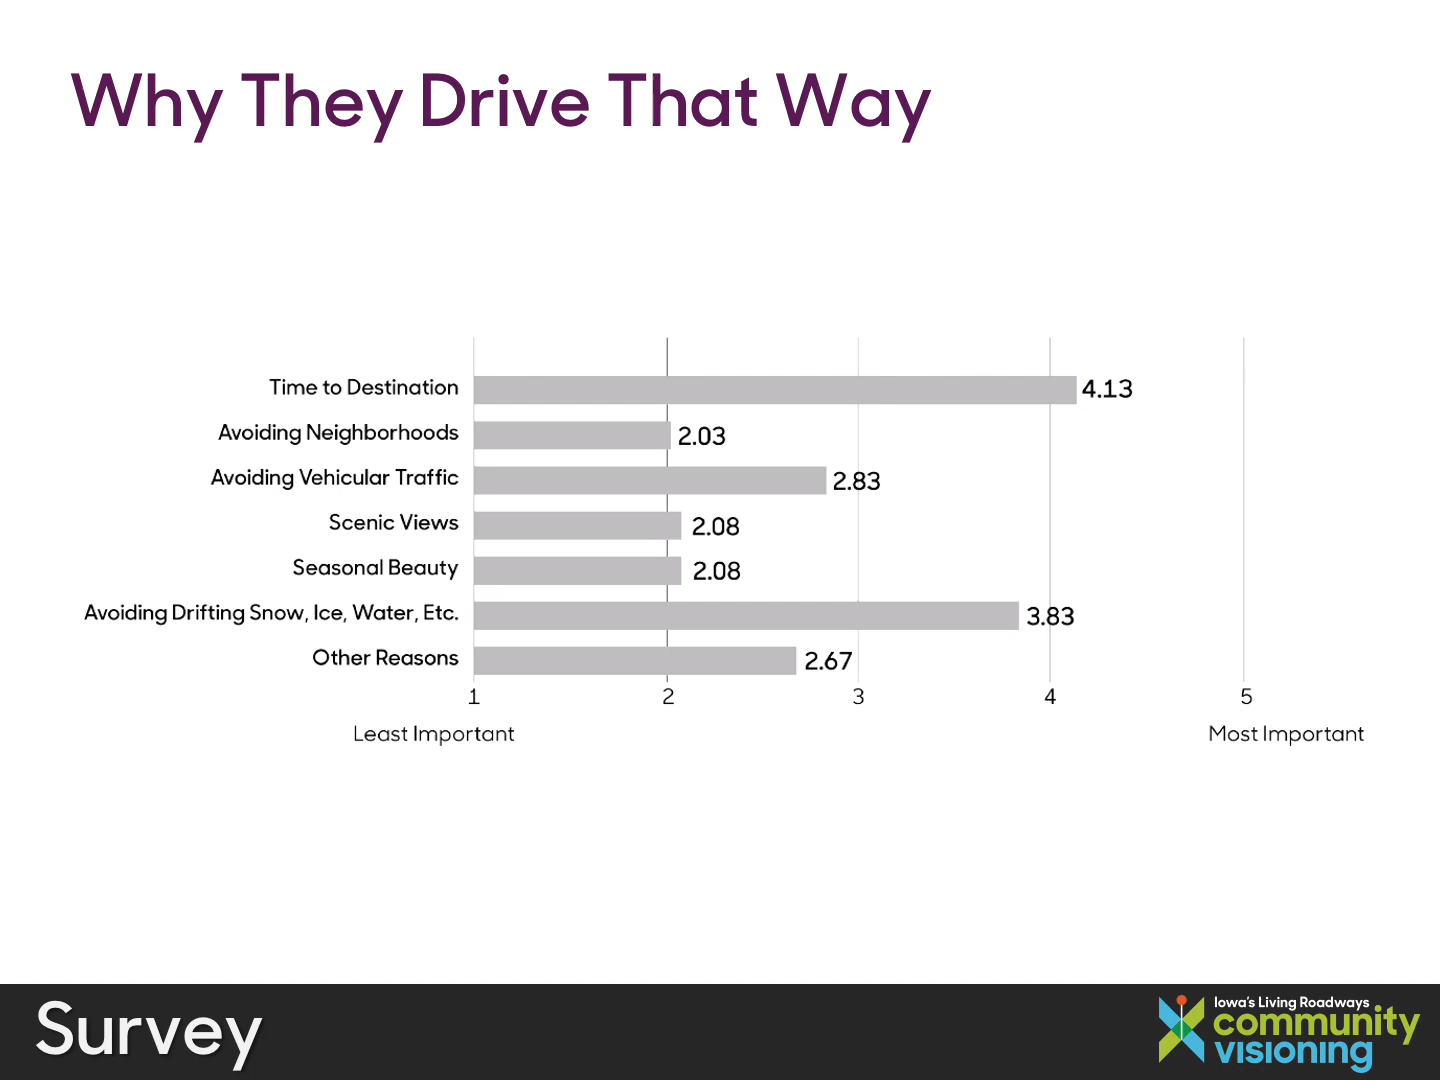 Why They Drive That Way
Time to Destination 4.13
Avoiding Neighborhoods 2.03
Avoiding Vehicular Traffic 2.83
Scenic Views 2.08
Seasonal Beauty 2.08
Avoiding Drifting Snow, Ice, Water, Etc. 3.83
Other Reasons 2.67
1 2 3 4 5
Least Important Most Important
Survey
Iowa's Living Roadways
community
visioning